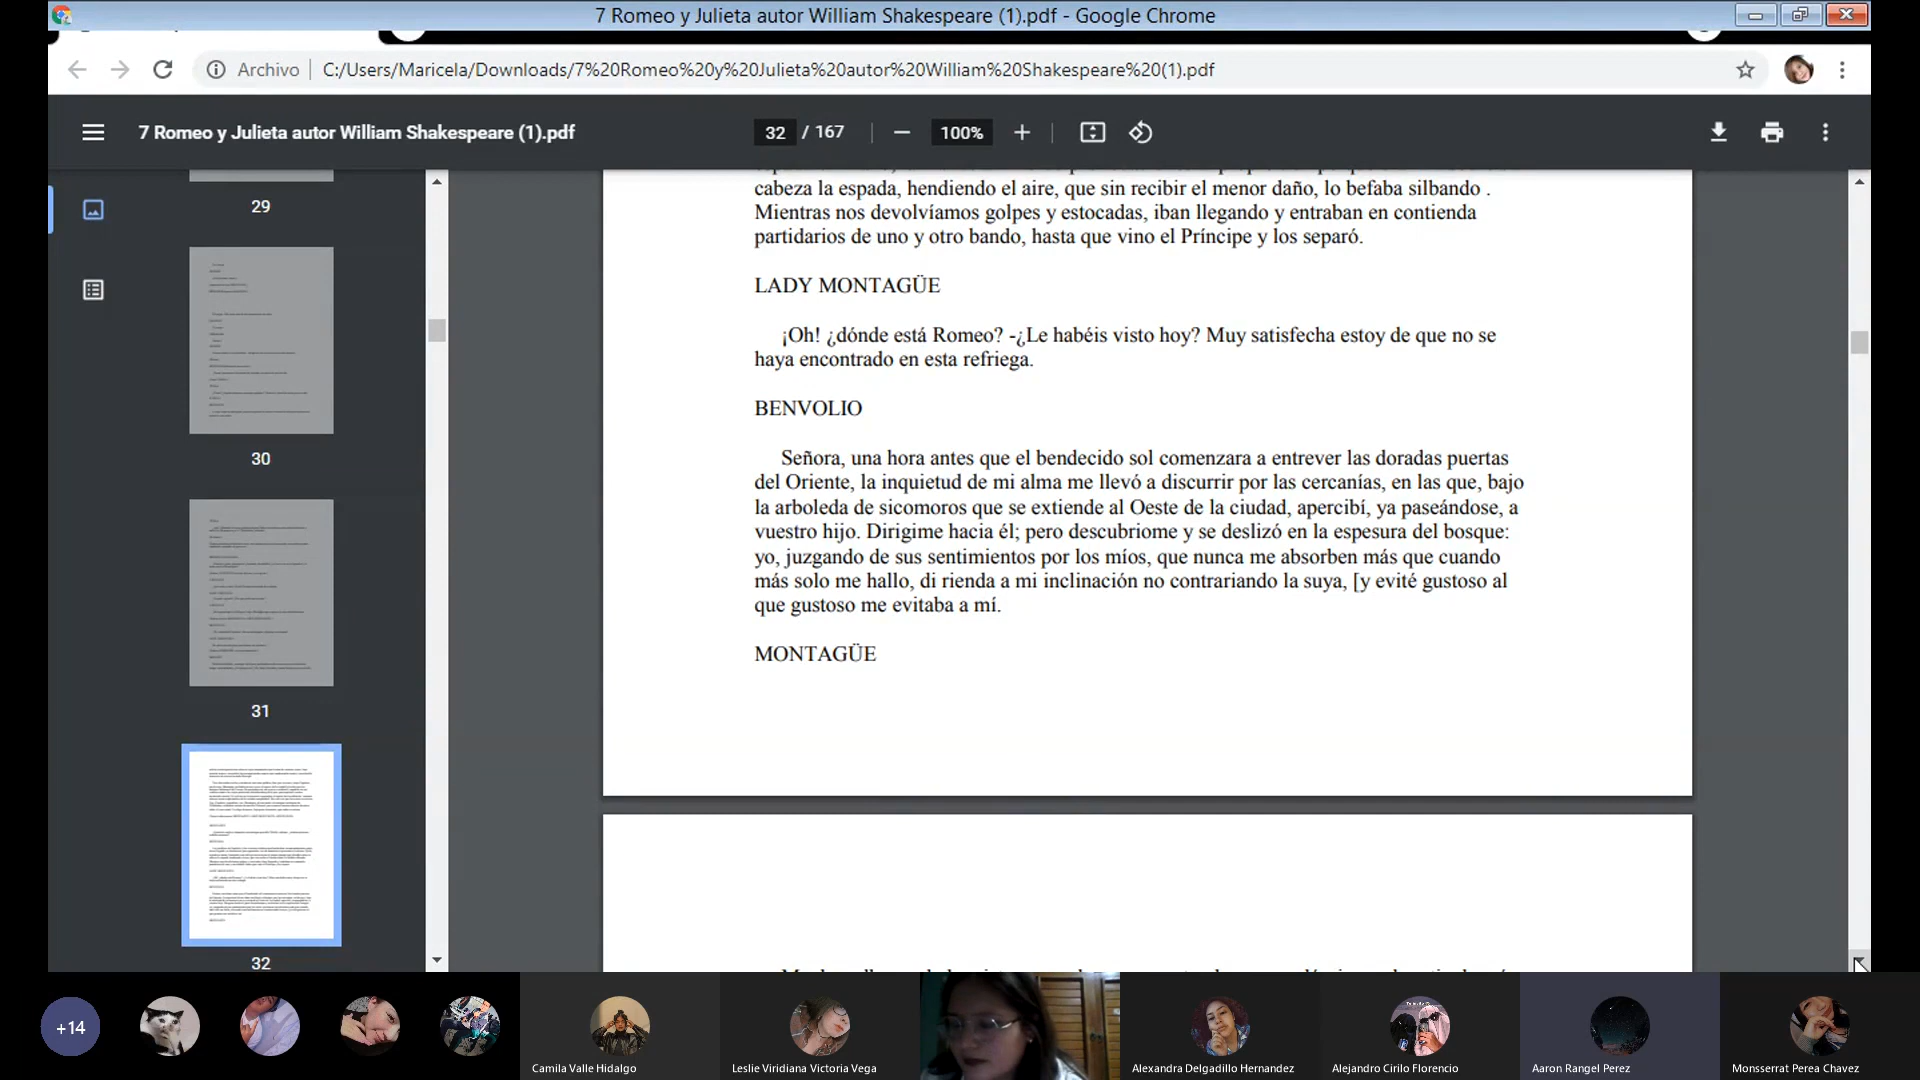 7 Romeo y Julieta autor William Shakespeare (1).pdf - Google Chrome
Archivo | C:/Users/Maricela/Downloads/7%20Romeo%20y%20Julieta%20autor%20William%20Shakespeare%20(1).pdf
7 Romeo y Julieta autor William Shakespeare (1).pdf
32 / 167
100%
29
30
31
32
cabeza la espada, hendiendo el aire, que sin recibir el menor daño, lo befaba silbando .
Mientras nos devolvíamos golpes y estocadas, iban llegando y entraban en contienda
partidarios de uno y otro bando, hasta que vino el Príncipe y los separó.
LADY MONTAGÜE
¡Oh! ¿dónde está Romeo? -¿Le habéis visto hoy? Muy satisfecha estoy de que no se
haya encontrado en esta refriega.
BENVOLIO
Señora, una hora antes que el bendecido sol comenzara a entrever las doradas puertas
del Oriente, la inquietud de mi alma me llevó a discurrir por las cercanías, en las que, bajo
la arboleda de sicomoros que se extiende al Oeste de la ciudad, apercibí, ya paseándose, a
vuestro hijo. Dirigime hacia él; pero descubriome y se deslizó en la espesura del bosque:
yo, juzgando de sus sentimientos por los míos, que nunca me absorben más que cuando
más solo me hallo, di rienda a mi inclinación no contrariando la suya, [y evité gustoso al
que gustoso me evitaba a mí.
MONTAGÜE
+14
Camila Valle Hidalgo
Leslie Viridiana Victoria Vega
Alexandra Delgadillo Hernandez
Alejandro Cirilo Florencio
Aaron Rangel Perez
Monsserrat Perea Chavez